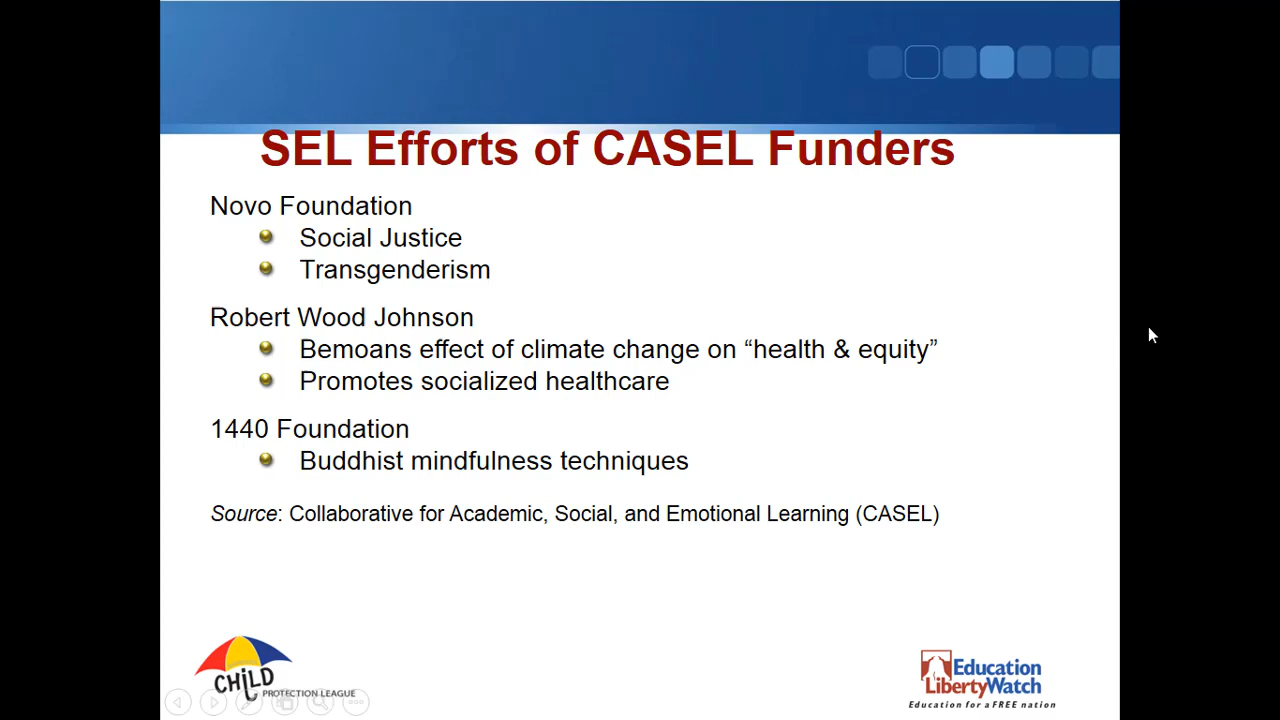 SEL Efforts of CASEL Funders
Novo Foundation
Social Justice
Transgenderism
Robert Wood Johnson
Bemoans effect of climate change on “health & equity”
Promotes socialized healthcare
1440 Foundation
Buddhist mindfulness techniques
Source: Collaborative for Academic, Social, and Emotional Learning (CASEL)
CHiLD
PROTECTION LEAGUE
Education
LibertyWatch
Education for a FREE nation